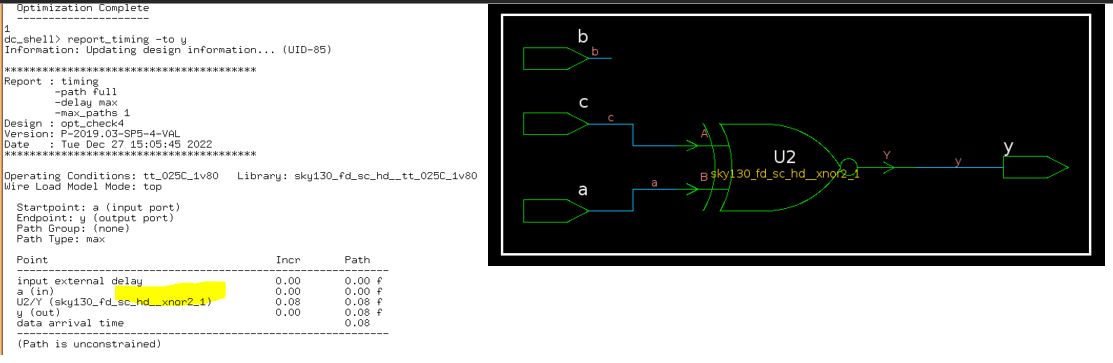 Optimization Complete
---------------------
1
dc_shell> report_timing -to y
Information: Updating design information... (UID-85)
****************************************
Report : timing
-path full
-delay max
-max_paths 1
Design : opt_check4
Version: P-2019.03-SP5-4-VAL
Date : Tue Dec 27 15:05:45 2022
****************************************
Operating Conditions: tt_025C_1v80 Library: sky130_fd_sc_hd__tt_025C_1v80
Wire Load Model Mode: top
Startpoint: a (input port)
Endpoint: y (output port)
Path Group: (none)
Path Type: max
Point Incr Path
-----------------------------------------------------------
input external delay 0.00 0.00 f
a (in) 0.00 0.00 f
U2/Y (sky130_fd_sc_hd__xnor2_1) 0.08 0.08 f
y (out) 0.00 0.08 f
data arrival time 0.08
-----------------------------------------------------------
(Path is unconstrained)
b
b
c
c
A
U2
sky130_fd_sc_hd__xnor2_1
Y
y
y
B
a
a